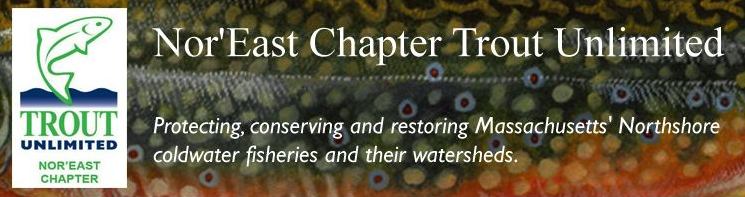 TROUT
UNLIMITED
NOR'EAST
CHAPTER
Nor'East Chapter Trout Unlimited
Protecting, conserving and restoring Massachusetts' Northshore
coldwater fisheries and their watersheds.